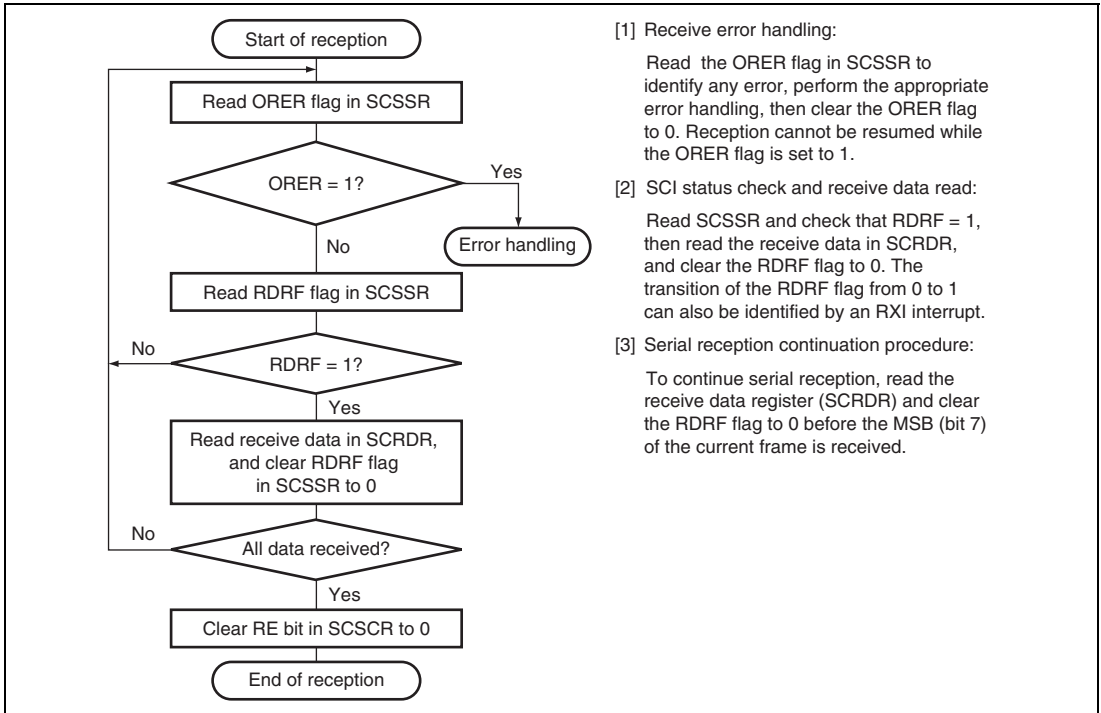 Start of reception
Read ORER flag in SCSSR
ORER = 1?
Yes
Error handling
No
Read RDRF flag in SCSSR
No
RDRF = 1?
Yes
Read receive data in SCRDR,
and clear RDRF flag
in SCSSR to 0
No
All data received?
Yes
Clear RE bit in SCSCR to 0
End of reception
[1] Receive error handling:
Read the ORER flag in SCSSR to
identify any error, perform the appropriate
error handling, then clear the ORER flag
to 0. Reception cannot be resumed while
the ORER flag is set to 1.
[2] SCI status check and receive data read:
Read SCSSR and check that RDRF = 1,
then read the receive data in SCRDR,
and clear the RDRF flag to 0. The
transition of the RDRF flag from 0 to 1
can also be identified by an RXI interrupt.
[3] Serial reception continuation procedure:
To continue serial reception, read the
receive data register (SCRDR) and clear
the RDRF flag to 0 before the MSB (bit 7)
of the current frame is received.